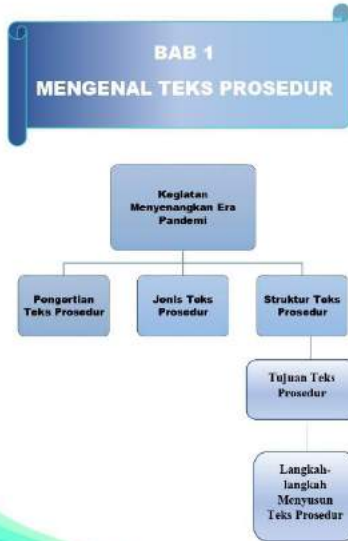 BAB 1
MENGENAL TEKS PROSEDUR
Kegiatan
Menyenangkan Era
Pandemi
Pengertian
Teks Prosedur
Jenis Teks
Prosedur
Struktur Teks
Prosedur
Tujuan Teks
Prosedur
Langkah-
langkah
Menyusun
Teks Prosedur